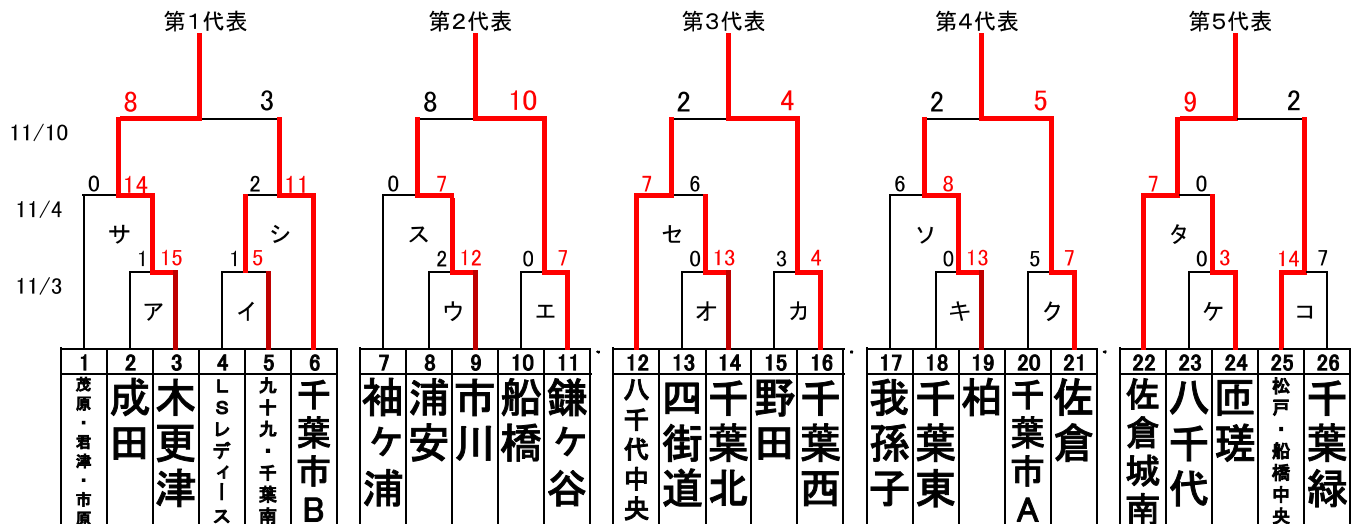 第1代表 第2代表 第3代表 第4代表 第5代表
8 3 8 10 2 4 2 5 9 2
11/10
0 14 2 11 0 7 7 6 6 8 7 0
11/4
サ シ ス セ ソ タ
1 15 1 5 2 12 0 7 0 13 3 4 0 13 5 7 0 3 14 7
11/3
ア イ ウ エ オ カ キ ク ケ コ
1 2 3 4 5 6 7 8 9 10 11 12 13 14 15 16 17 18 19 20 21 22 23 24 25 26
茂原・君津・市原
成田
木更津
LSレディース
九十九・千葉南
千葉市B
袖ケ浦
浦安
市川
船橋
鎌ケ谷
八千代中央
四街道
千葉北
野田
千葉西
我孫子
千葉東
柏
千葉市A
佐倉
佐倉城南
八千代
匝瑳
松戸・船橋中央
千葉緑